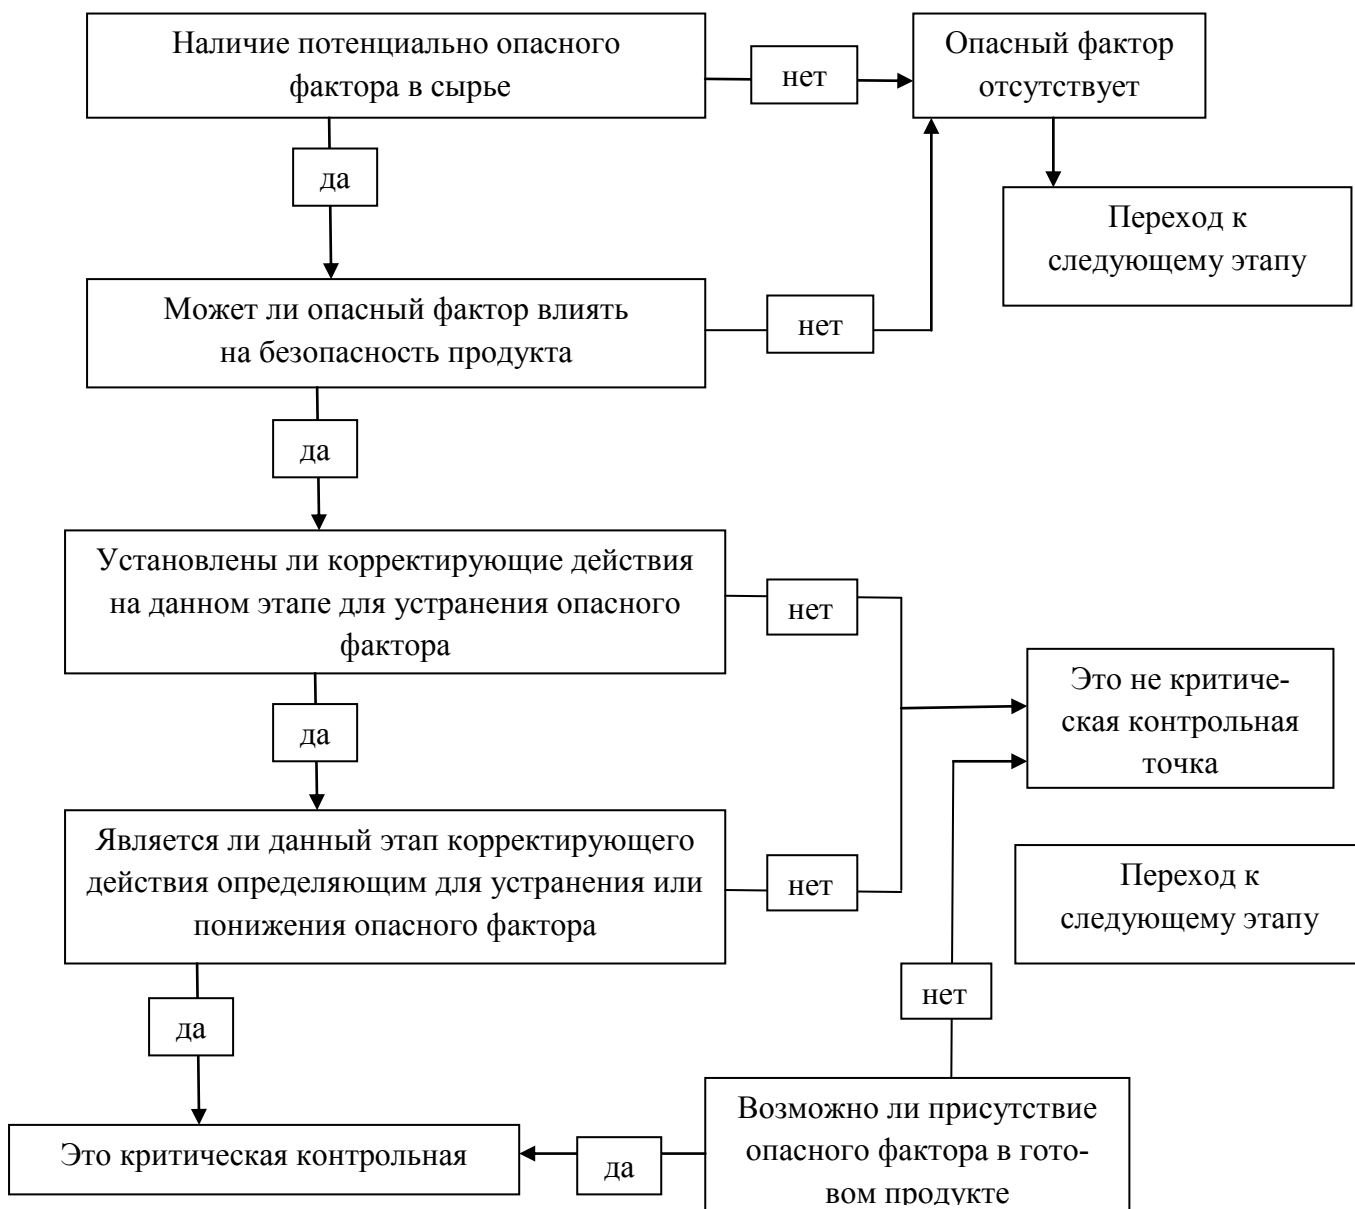 Наличие потенциально опасного
фактора в сырье
нет
Опасный фактор
отсутствует
да
Переход к
следующему этапу
Может ли опасный фактор влиять
на безопасность продукта
нет
да
Установлены ли корректирующие действия
на данном этапе для устранения опасного
фактора
нет
Это не критиче-
ская контрольная
точка
да
Является ли данный этап корректирующего
действия определяющим для устранения или
понижения опасного фактора
нет
Переход к
следующему этапу
да
нет
Возможно ли присутствие
опасного фактора в гото-
вом продукте
да
Это критическая контрольная